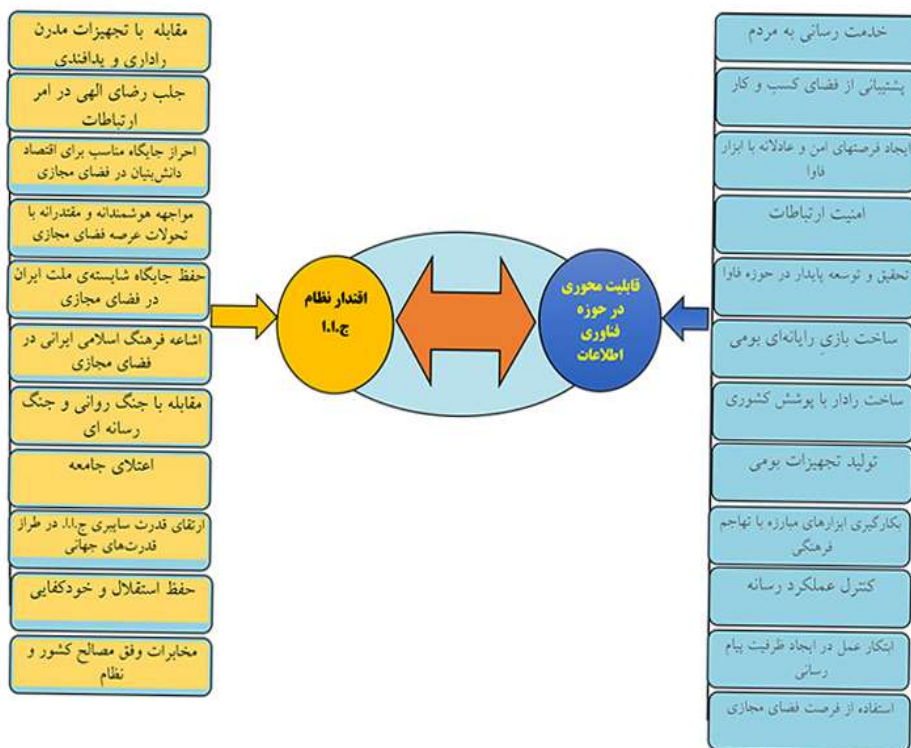 خدمت رسانی به مردم
پشتیبانی از فضای کسب و کار
ایجاد فرصتهای امن و عادلانه با ابزار
فاوا
امنیت ارتباطات
تحقیق و توسعه پایدار در حوزه فاوا
ساخت بازیِ رایانه‌ای بومی
ساخت رادار با پوشش کشوری
تولید تجهیزات بومی
بکارگیری ابزارهای مبارزه با تهاجم
فرهنگی
کنترل عملکرد رسانه
ابتکار عمل در ایجاد ظرفیت پیام
رسانی
استفاده از فرصت فضای مجازی
قابلیت محوری
در حوزه
فناوری
اطلاعات
اقتدار نظام
ج.ا.ا
مقابله با تجهیزات مدرن
راداری و پدافندی
جلب رضای الهی در امر
ارتباطات
احراز جایگاه مناسب برای اقتصاد
دانش‌بنیان در فضای مجازی
مواجهه هوشمندانه و مقتدرانه با
تحولات عرصه فضای مجازی
حفظ جایگاه شایسته‌ی ملت ایران
در فضای مجازی
اشاعه فرهنگ اسلامی ایرانی در
فضای مجازی
مقابله با جنگ روانی و جنگ
رسانه ای
اعتلای جامعه
ارتقای قدرت سایبری ج.ا.ا. در طراز
قدرت‌های جهانی
حفظ استقلال و خودکفایی
مخابرات وفق مصالح کشور و
نظام